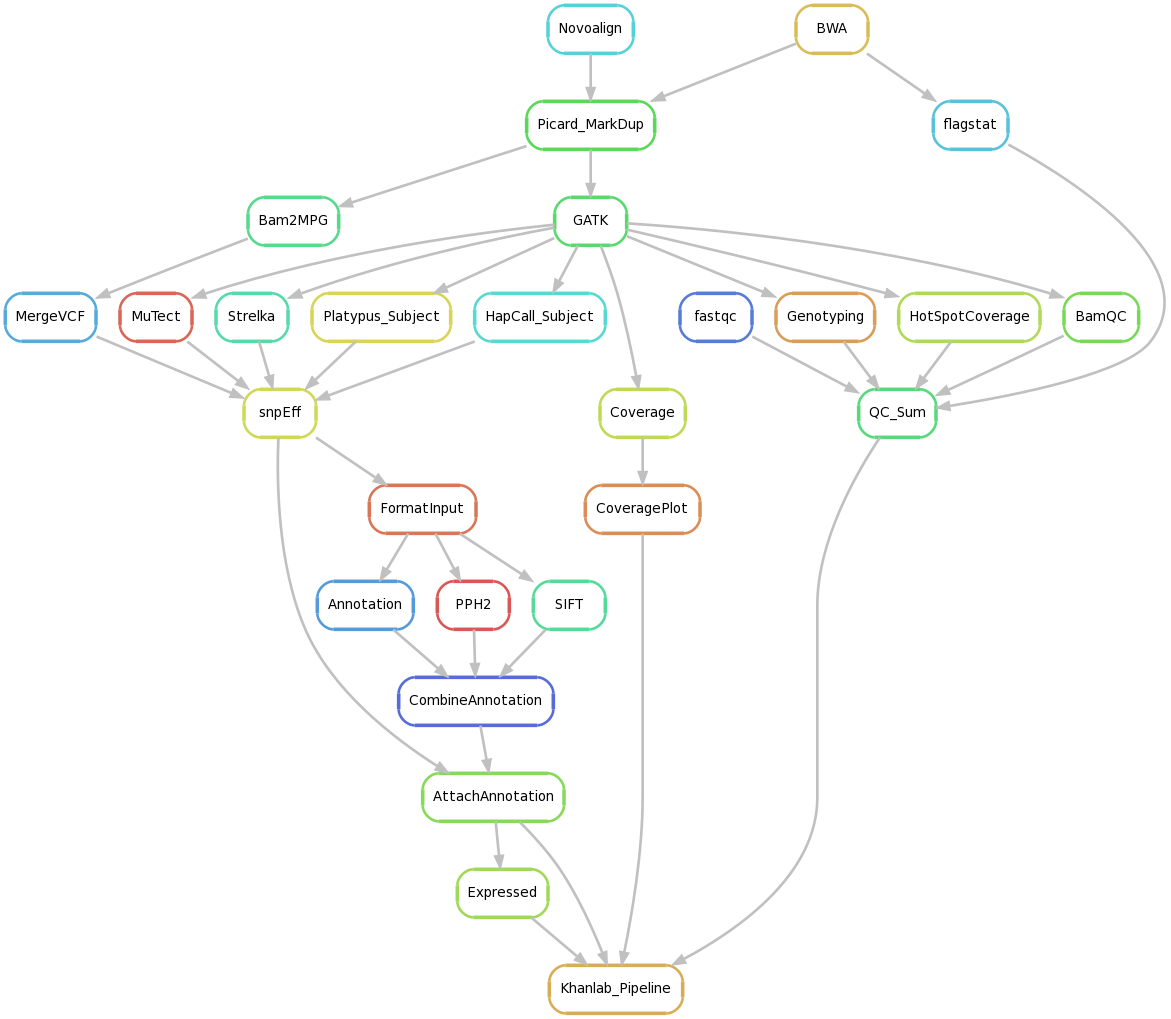 Novoalign
BWA
Picard_MarkDup
flagstat
Bam2MPG
GATK
MergeVCF
MuTect
Strelka
Platypus_Subject
HapCall_Subject
fastqc
Genotyping
HotSpotCoverage
BamQC
snpEff
Coverage
QC_Sum
FormatInput
CoveragePlot
Annotation
PPH2
SIFT
CombineAnnotation
AttachAnnotation
Expressed
Khanlab_Pipeline